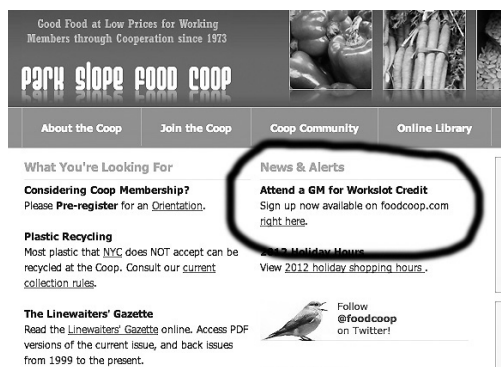 Good Food at Low Prices for Working
Members through Cooperation since 1973
PARK SLOPE FOOD COOP
About the Coop
Join the Coop
Coop Community
Online Library
What You're Looking For
Considering Coop Membership?
Please Pre-register for an Orientation.
Plastic Recycling
Most plastic that NYC does NOT accept can be
recycled at the Coop. Consult our current
collection rules.
The Linewaiters' Gazette
Read the Linewaiters' Gazette online. Access PDF
versions of the current issue, and back issues
from 1999 to the present.
News & Alerts
Attend a GM for Workslot Credit
Sign up now available on foodcoop.com
right here.
2012 Holiday Hours
View 2012 holiday shopping hours .
Follow
@foodcoop
on Twitter!